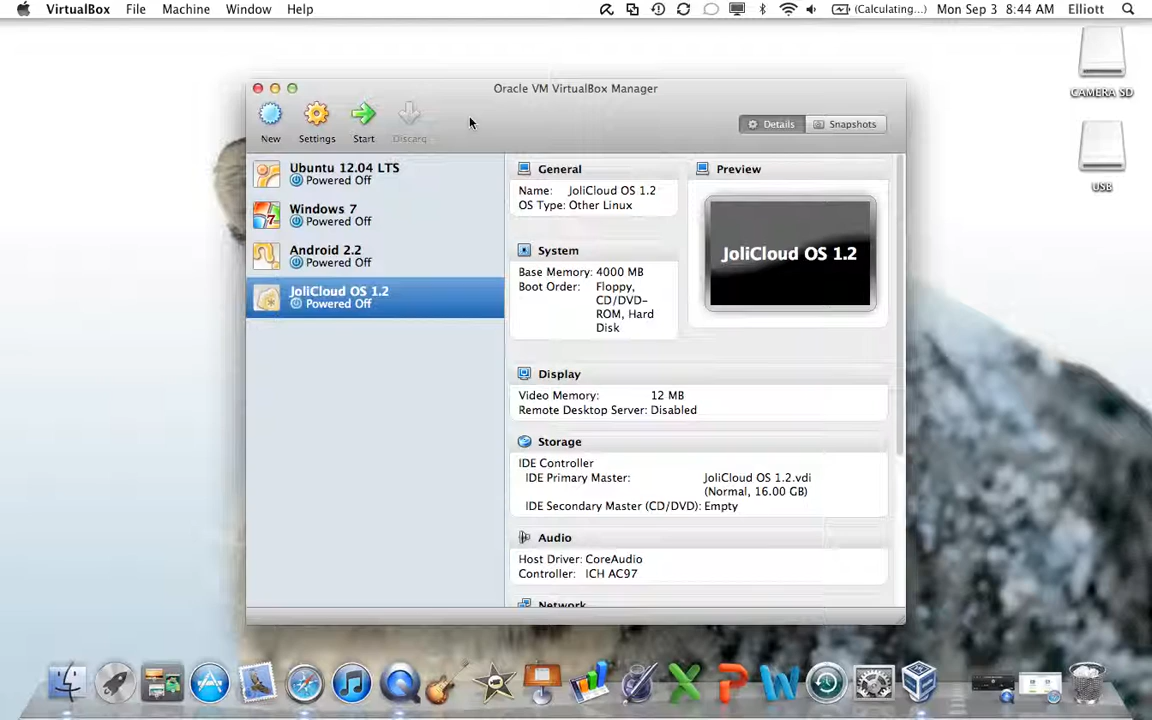 VirtualBox File Machine Window Help (Calculating...) Mon Sep 3 8:44 AM Elliott
CAMERA SD
USB
Oracle VM VirtualBox Manager
New Settings Start Discard
Details Snapshots
Ubuntu 12.04 LTS
Powered Off
Windows 7
Powered Off
Android 2.2
Powered Off
JoliCloud OS 1.2
Powered Off
General
Name: JoliCloud OS 1.2
OS Type: Other Linux
System
Base Memory: 4000 MB
Boot Order: Floppy,
CD/DVD-
ROM, Hard
Disk
Preview
JoliCloud OS 1.2
Display
Video Memory: 12 MB
Remote Desktop Server: Disabled
Storage
IDE Controller
IDE Primary Master: JoliCloud OS 1.2.vdi
(Normal, 16.00 GB)
IDE Secondary Master (CD/DVD): Empty
Audio
Host Driver: CoreAudio
Controller: ICH AC97
Network